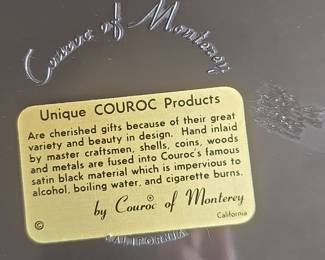 Couroc of Monterey
Unique COUROC Products
Are cherished gifts because of their great
variety and beauty in design. Hand inlaid
by master craftsmen, shells, coins, woods
and metals are fused into Couroc's famous
satin black material which is impervious to
alcohol, boiling water, and cigarette burns.
by Couroc® of Monterey
© California
CALIFORNIA